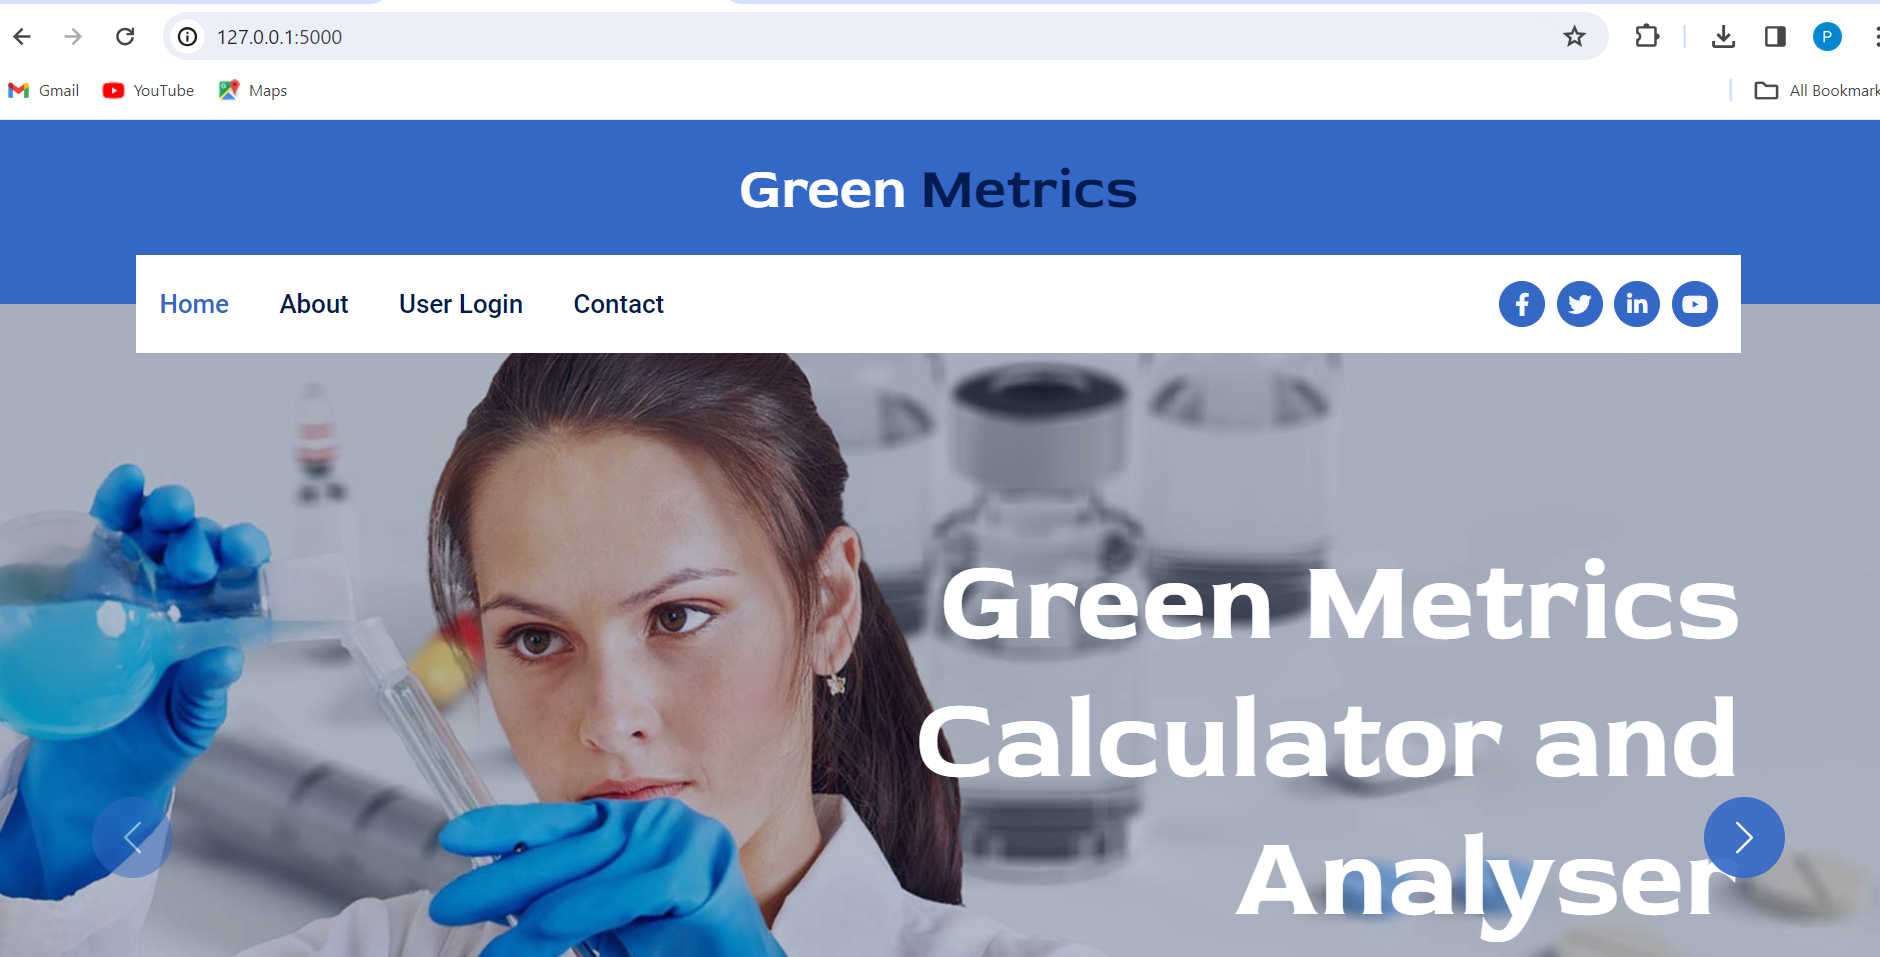 127.0.0.1:5000
P
Gmail YouTube Maps All Bookmark
Green Metrics
Home About User Login Contact
Green Metrics
Calculator and
Analyser